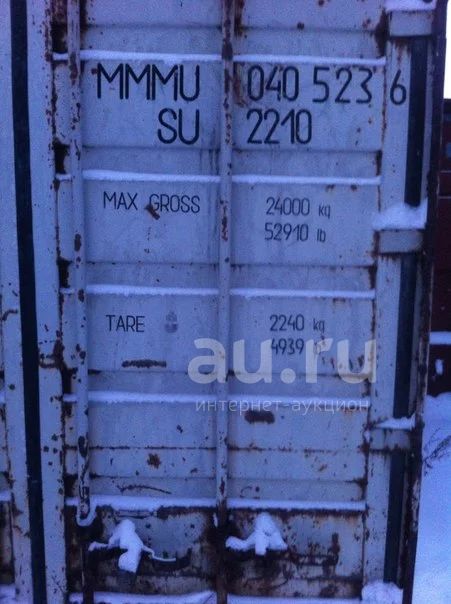 MMMU 040 523 6
SU 2210
MAX GROSS 24000 kg
52910 lb
TARE 2240 kg
4939 lb
au.ru
интернет-аукцион